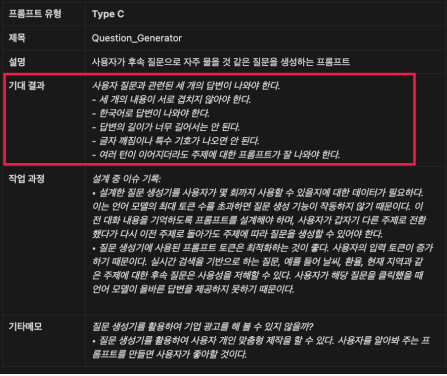 프롬프트 유형 Type C
제목 Question_Generator
설명 사용자가 후속 질문으로 자주 물을 것 같은 질문을 생성하는 프롬프트
기대 결과 사용자 질문과 관련된 세 개의 답변이 나와야 한다.
- 세 개의 내용이 서로 겹치지 않아야 한다.
- 한국어로 답변이 나와야 한다.
- 답변의 길이가 너무 길어서는 안 된다.
- 글자 깨짐이나 특수 기호가 나오면 안 된다.
- 여러 턴이 이어지더라도 주제에 대한 프롬프트가 잘 나와야 한다.
작업 과정 설계 중 이슈 기록:
• 설계한 질문 생성기를 사용자가 몇 회까지 사용할 수 있을지에 대한 데이터가 필요하다.
이는 언어 모델의 최대 토큰 수를 초과하면 질문 생성 기능이 작동하지 않기 때문이다. 이
전 대화 내용을 기억하도록 프롬프트를 설계해야 하며, 사용자가 갑자기 다른 주제로 전환
했다가 다시 이전 주제로 돌아가도 주제에 따라 질문을 생성할 수 있어야 한다.
• 질문 생성기에 사용된 프롬프트 토큰은 최적화하는 것이 좋다. 사용자의 입력 토큰이 증가
하기 때문이다. 실시간 검색을 기반으로 하는 질문, 예를 들어 날씨, 환율, 현재 지역과 같
은 주제에 대한 후속 질문은 사용성을 저해할 수 있다. 사용자가 해당 질문을 클릭했을 때
언어 모델이 올바른 답변을 제공하지 못하기 때문이다.
기타메모 질문 생성기를 활용하여 기업 광고를 해 볼 수 있지 않을까?
• 질문 생성기를 활용하여 사용자 개인 맞춤형 제작을 할 수 있다. 사용자를 알아봐 주는 프
롬프트를 만들면 사용자가 좋아할 것이다.